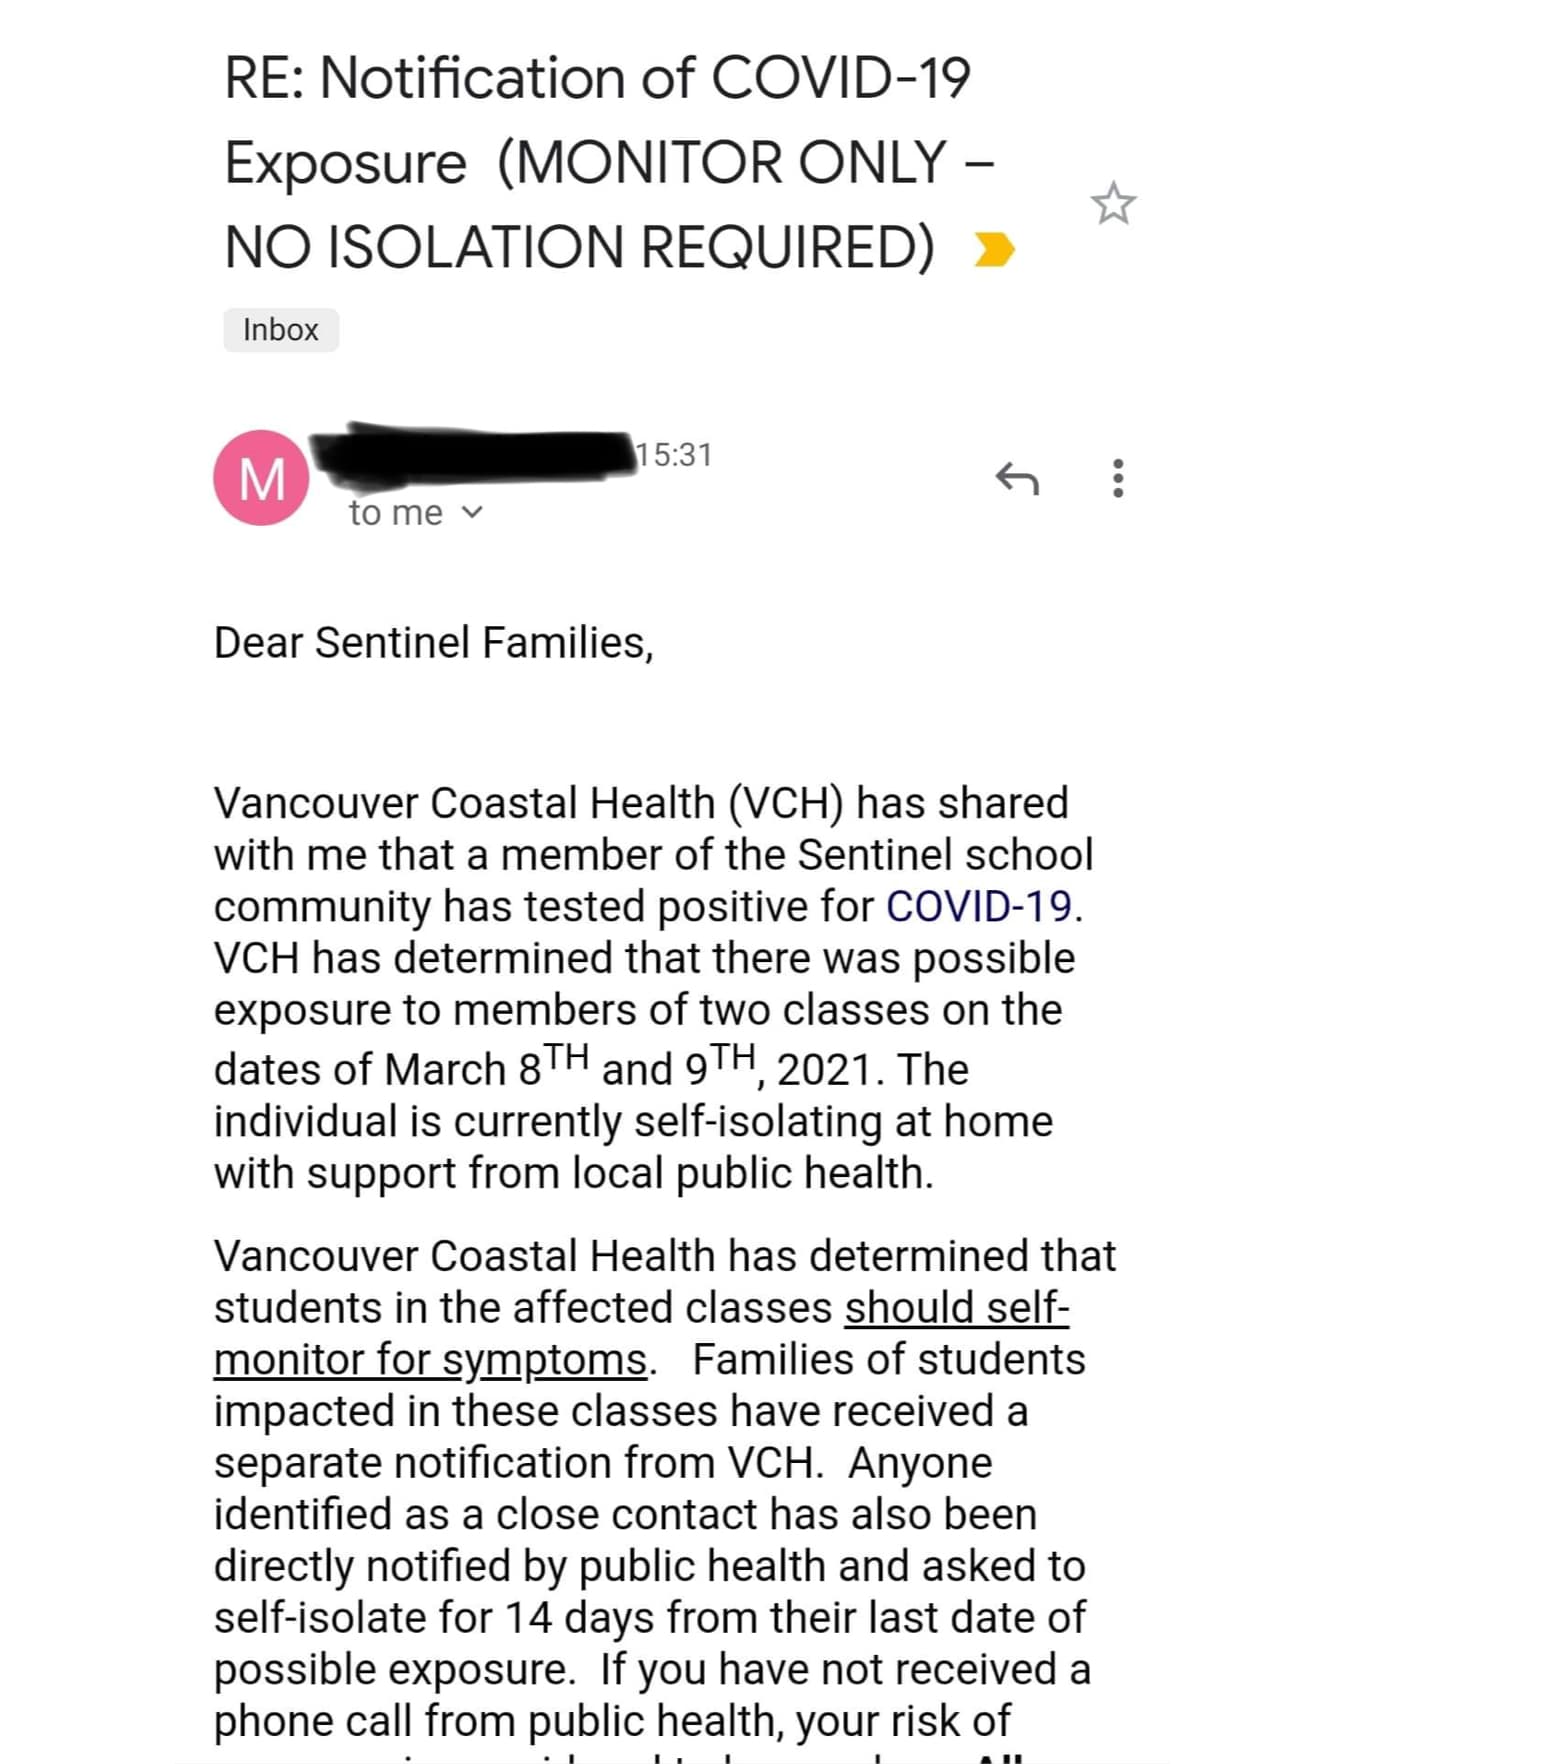 RE: Notification of COVID-19
Exposure (MONITOR ONLY –
NO ISOLATION REQUIRED)
Inbox
M
15:31
to me
Dear Sentinel Families,
Vancouver Coastal Health (VCH) has shared
with me that a member of the Sentinel school
community has tested positive for COVID-19.
VCH has determined that there was possible
exposure to members of two classes on the
dates of March 8TH and 9TH, 2021. The
individual is currently self-isolating at home
with support from local public health.
Vancouver Coastal Health has determined that
students in the affected classes should self-
monitor for symptoms.   Families of students
impacted in these classes have received a
separate notification from VCH.  Anyone
identified as a close contact has also been
directly notified by public health and asked to
self-isolate for 14 days from their last date of
possible exposure.  If you have not received a
phone call from public health, your risk of